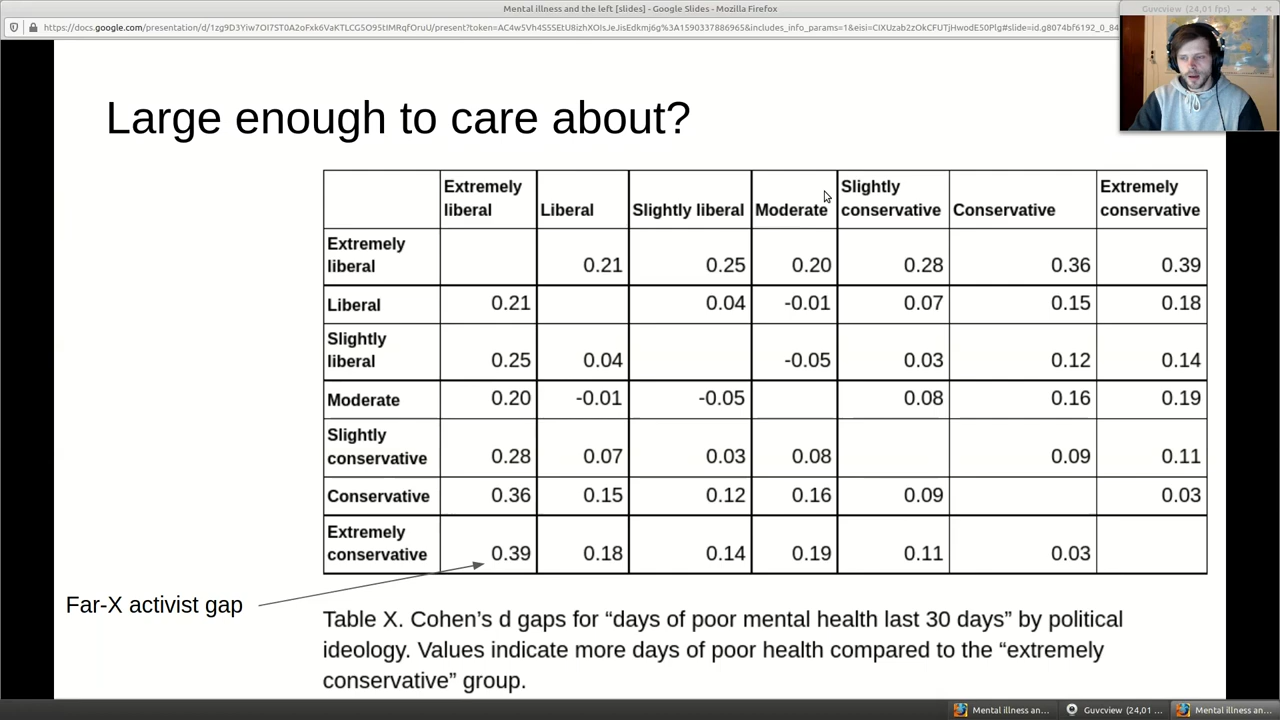 Mental illness and the left [slides] - Google Slides - Mozilla Firefox
Guvcview (24,01 fps)
Large enough to care about?
Extremely liberal Liberal Slightly liberal Moderate Slightly conservative Conservative Extremely conservative
Extremely liberal 0.21 0.25 0.20 0.28 0.36 0.39
Liberal 0.21 0.04 -0.01 0.07 0.15 0.18
Slightly liberal 0.25 0.04 -0.05 0.03 0.12 0.14
Moderate 0.20 -0.01 -0.05 0.08 0.16 0.19
Slightly conservative 0.28 0.07 0.03 0.08 0.09 0.11
Conservative 0.36 0.15 0.12 0.16 0.09 0.03
Extremely conservative 0.39 0.18 0.14 0.19 0.11 0.03
Far-X activist gap
Table X. Cohen's d gaps for “days of poor mental health last 30 days” by political
ideology. Values indicate more days of poor health compared to the “extremely
conservative” group.
Mental illness an... Guvcview (24,01 ... Mental illness an...